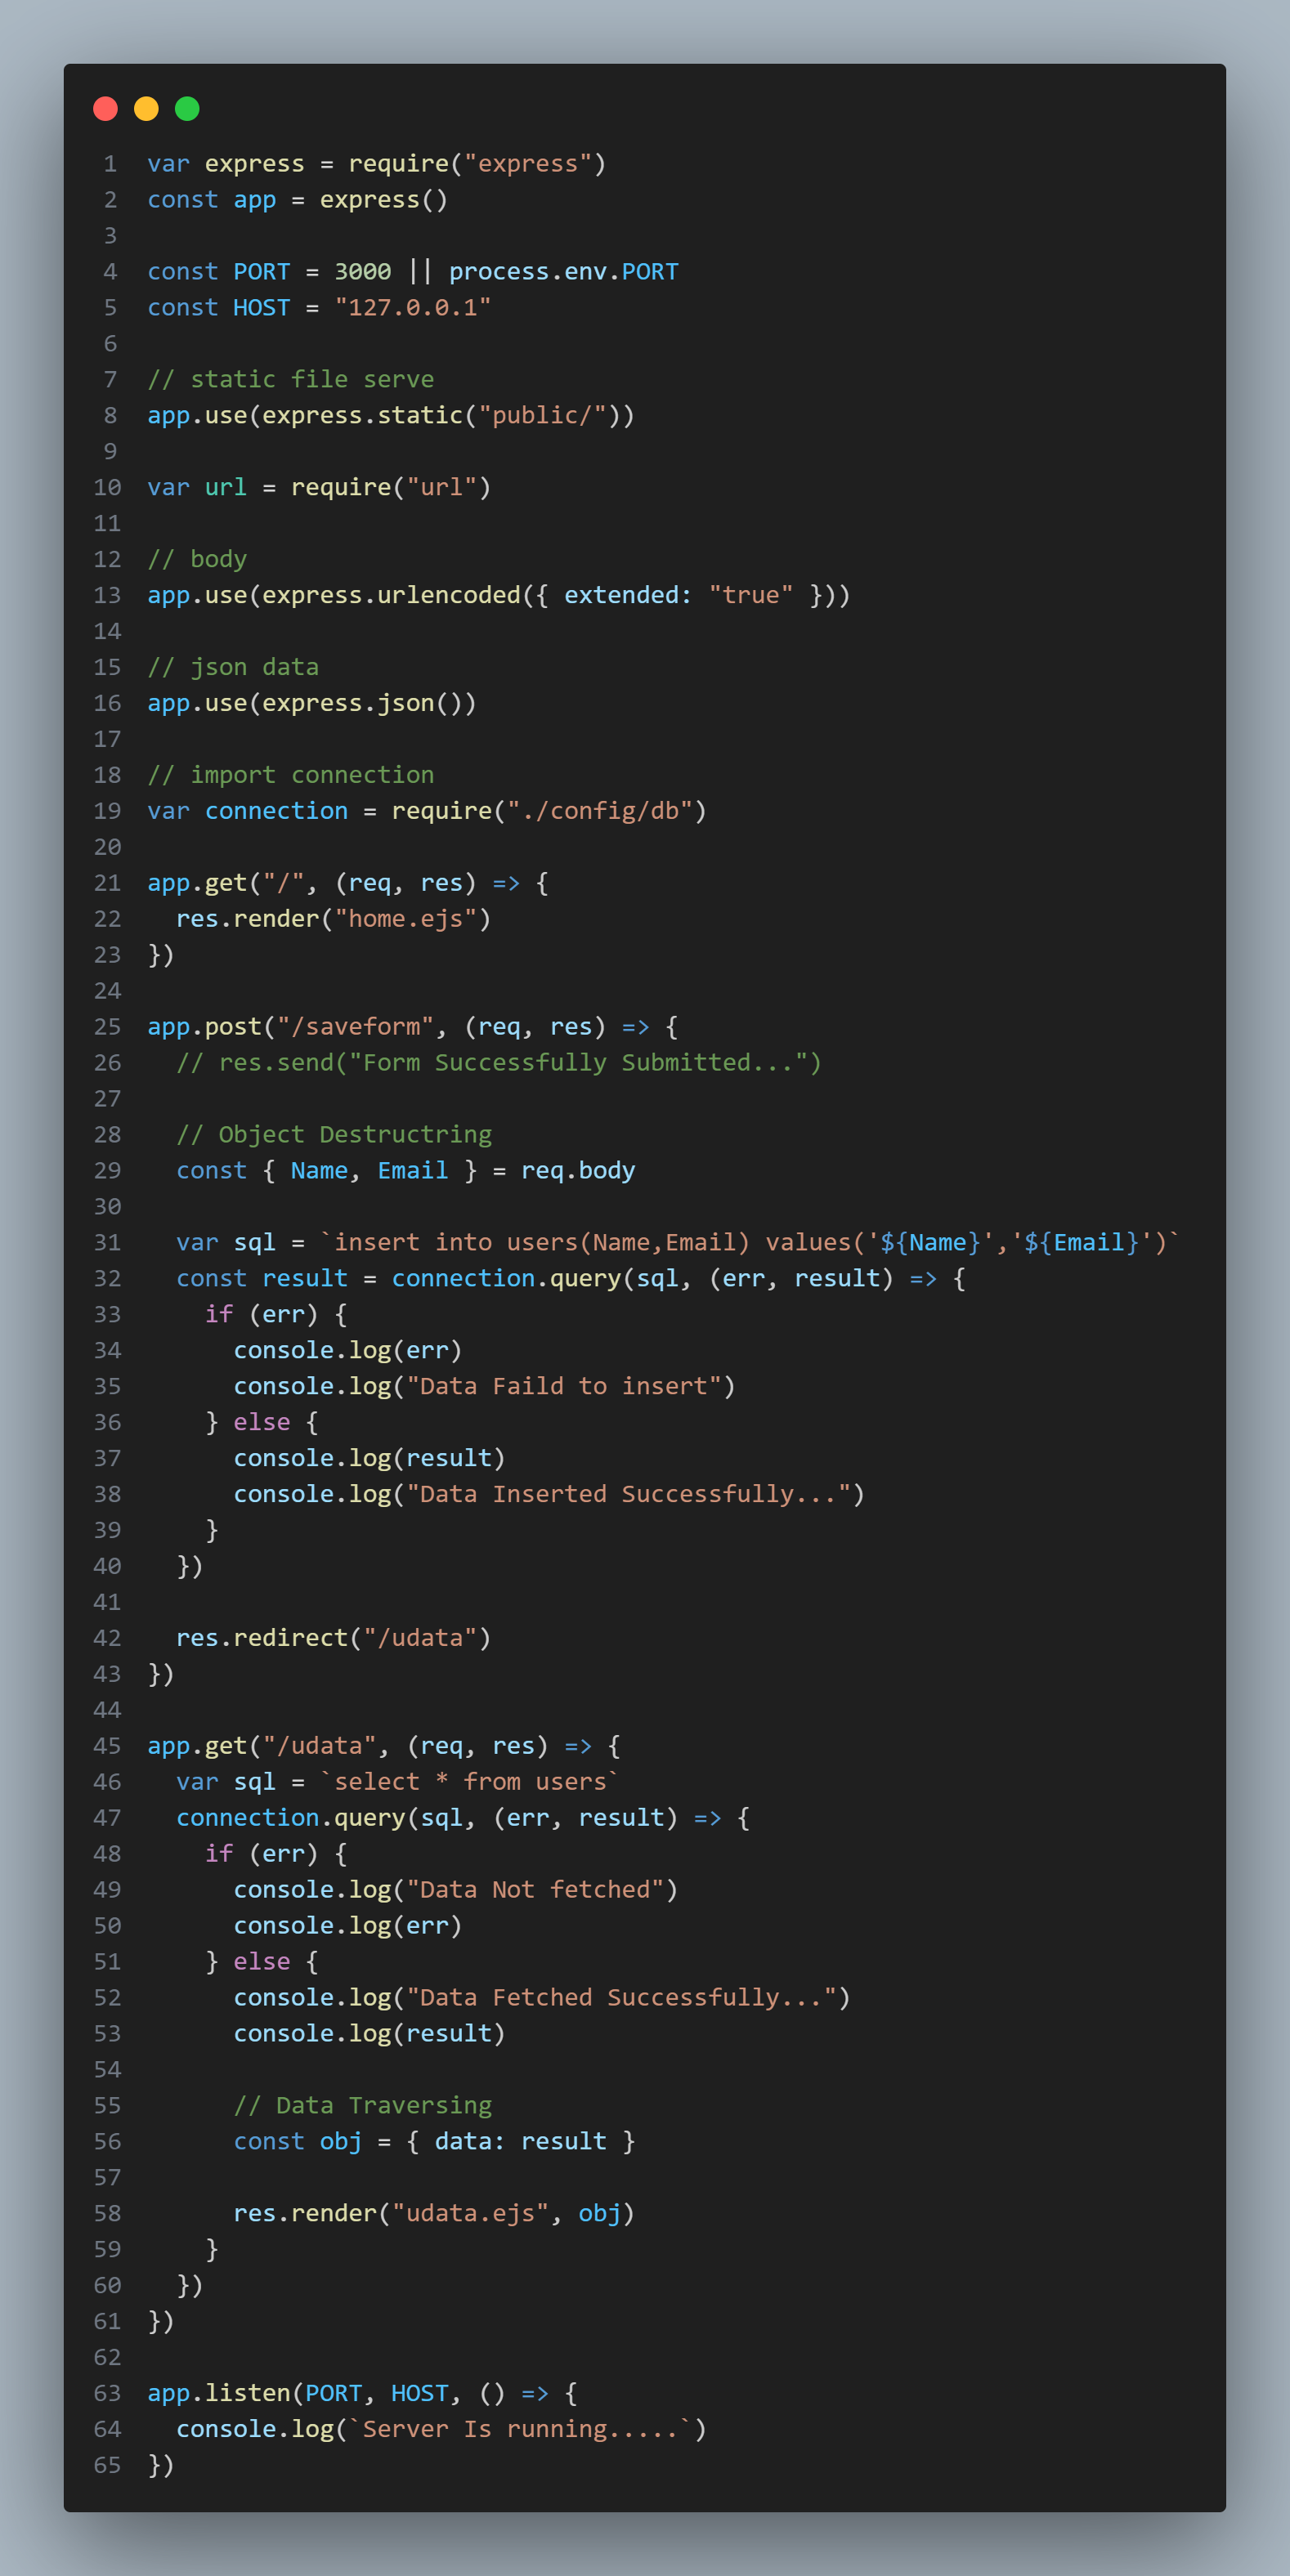 1 var express = require("express")
2 const app = express()
3
4 const PORT = 3000 || process.env.PORT
5 const HOST = "127.0.0.1"
6
7 // static file serve
8 app.use(express.static("public/"))
9
10 var url = require("url")
11
12 // body
13 app.use(express.urlencoded({ extended: "true" }))
14
15 // json data
16 app.use(express.json())
17
18 // import connection
19 var connection = require("./config/db")
20
21 app.get("/", (req, res) => {
22   res.render("home.ejs")
23 })
24
25 app.post("/saveform", (req, res) => {
26   // res.send("Form Successfully Submitted...")
27
28   // Object Destructring
29   const { Name, Email } = req.body
30
31   var sql = `insert into users(Name,Email) values('${Name}','${Email}')`
32   const result = connection.query(sql, (err, result) => {
33     if (err) {
34       console.log(err)
35       console.log("Data Faild to insert")
36     } else {
37       console.log(result)
38       console.log("Data Inserted Successfully...")
39     }
40   })
41
42   res.redirect("/udata")
43 })
44
45 app.get("/udata", (req, res) => {
46   var sql = `select * from users`
47   connection.query(sql, (err, result) => {
48     if (err) {
49       console.log("Data Not fetched")
50       console.log(err)
51     } else {
52       console.log("Data Fetched Successfully...")
53       console.log(result)
54
55       // Data Traversing
56       const obj = { data: result }
57
58       res.render("udata.ejs", obj)
59     }
60   })
61 })
62
63 app.listen(PORT, HOST, () => {
64   console.log(`Server Is running.....`)
65 })